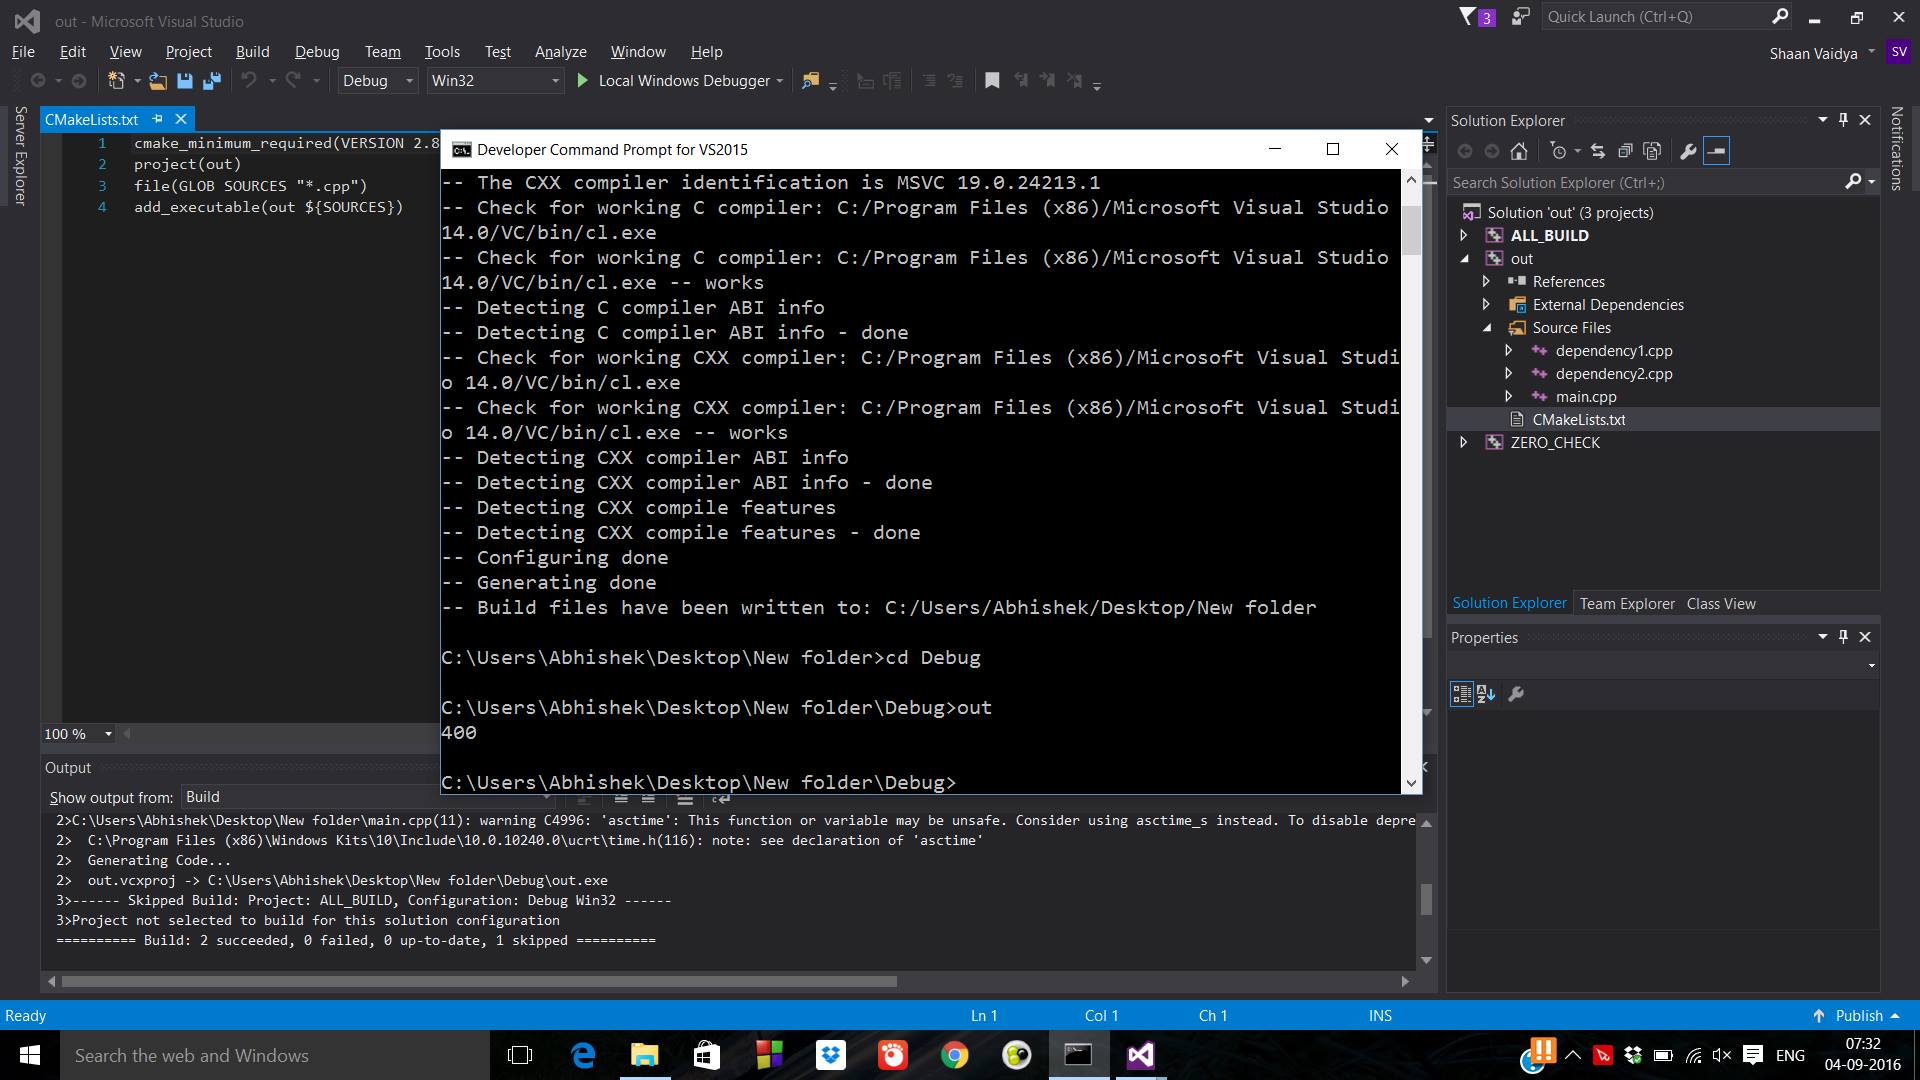 out - Microsoft Visual Studio
3
Quick Launch (Ctrl+Q)
File Edit View Project Build Debug Team Tools Test Analyze Window Help
Shaan Vaidya
SV
Debug
Win32
Local Windows Debugger
Server Explorer
CMakeLists.txt
1 cmake_minimum_required(VERSION 2.8
2 project(out)
3 file(GLOB SOURCES "*.cpp")
4 add_executable(out ${SOURCES})
Developer Command Prompt for VS2015
-- The CXX compiler identification is MSVC 19.0.24213.1
-- Check for working C compiler: C:/Program Files (x86)/Microsoft Visual Studio
14.0/VC/bin/cl.exe
-- Check for working C compiler: C:/Program Files (x86)/Microsoft Visual Studio
14.0/VC/bin/cl.exe -- works
-- Detecting C compiler ABI info
-- Detecting C compiler ABI info - done
-- Check for working CXX compiler: C:/Program Files (x86)/Microsoft Visual Studi
o 14.0/VC/bin/cl.exe
-- Check for working CXX compiler: C:/Program Files (x86)/Microsoft Visual Studi
o 14.0/VC/bin/cl.exe -- works
-- Detecting CXX compiler ABI info
-- Detecting CXX compiler ABI info - done
-- Detecting CXX compile features
-- Detecting CXX compile features - done
-- Configuring done
-- Generating done
-- Build files have been written to: C:/Users/Abhishek/Desktop/New folder
C:\Users\Abhishek\Desktop\New folder>cd Debug
C:\Users\Abhishek\Desktop\New folder\Debug>out
400
C:\Users\Abhishek\Desktop\New folder\Debug>
Solution Explorer
Search Solution Explorer (Ctrl+;)
Solution 'out' (3 projects)
ALL_BUILD
out
References
External Dependencies
Source Files
dependency1.cpp
dependency2.cpp
main.cpp
CMakeLists.txt
ZERO_CHECK
Solution Explorer Team Explorer Class View
Properties
Notifications
100 %
Output
Show output from: Build
2>C:\Users\Abhishek\Desktop\New folder\main.cpp(11): warning C4996: 'asctime': This function or variable may be unsafe. Consider using asctime_s instead. To disable depre
2>  C:\Program Files (x86)\Windows Kits\10\Include\10.0.10240.0\ucrt\time.h(116): note: see declaration of 'asctime'
2>  Generating Code...
2>  out.vcxproj -> C:\Users\Abhishek\Desktop\New folder\Debug\out.exe
3>------ Skipped Build: Project: ALL_BUILD, Configuration: Debug Win32 ------
3>Project not selected to build for this solution configuration
========== Build: 2 succeeded, 0 failed, 0 up-to-date, 1 skipped ==========
Ready
Ln 1
Col 1
Ch 1
INS
Publish
Search the web and Windows
ENG
07:32
04-09-2016